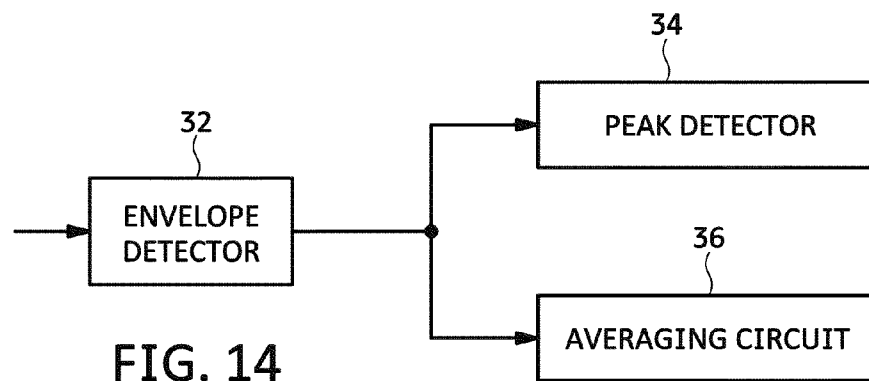 34
PEAK DETECTOR
32
ENVELOPE
DETECTOR
36
AVERAGING CIRCUIT
FIG. 14